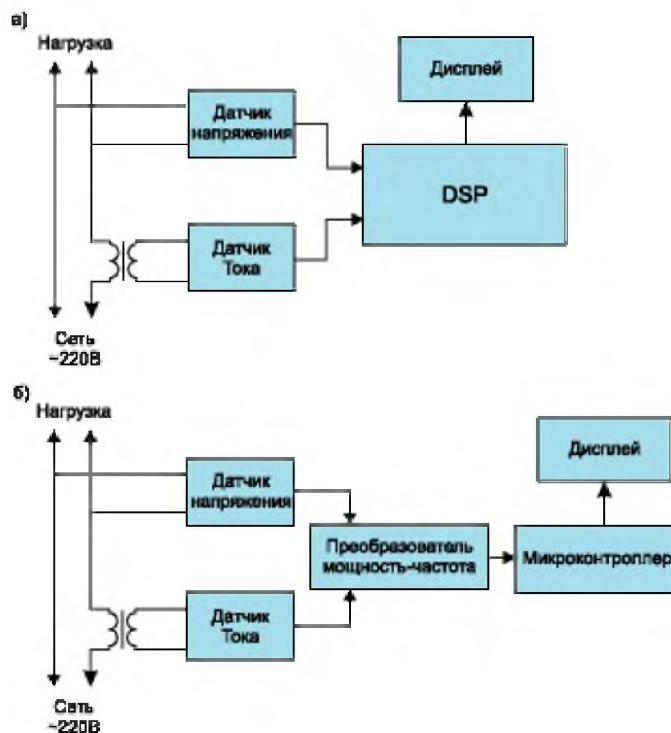 а)
Нагрузка
Дисплей
Датчик
напряжения
DSP
Датчик
Тока
Сеть
~220В
б)
Нагрузка
Дисплей
Датчик
напряжения
Преобразователь
мощность-частота
Микроконтроллер
Датчик
Тока
Сеть
~220В